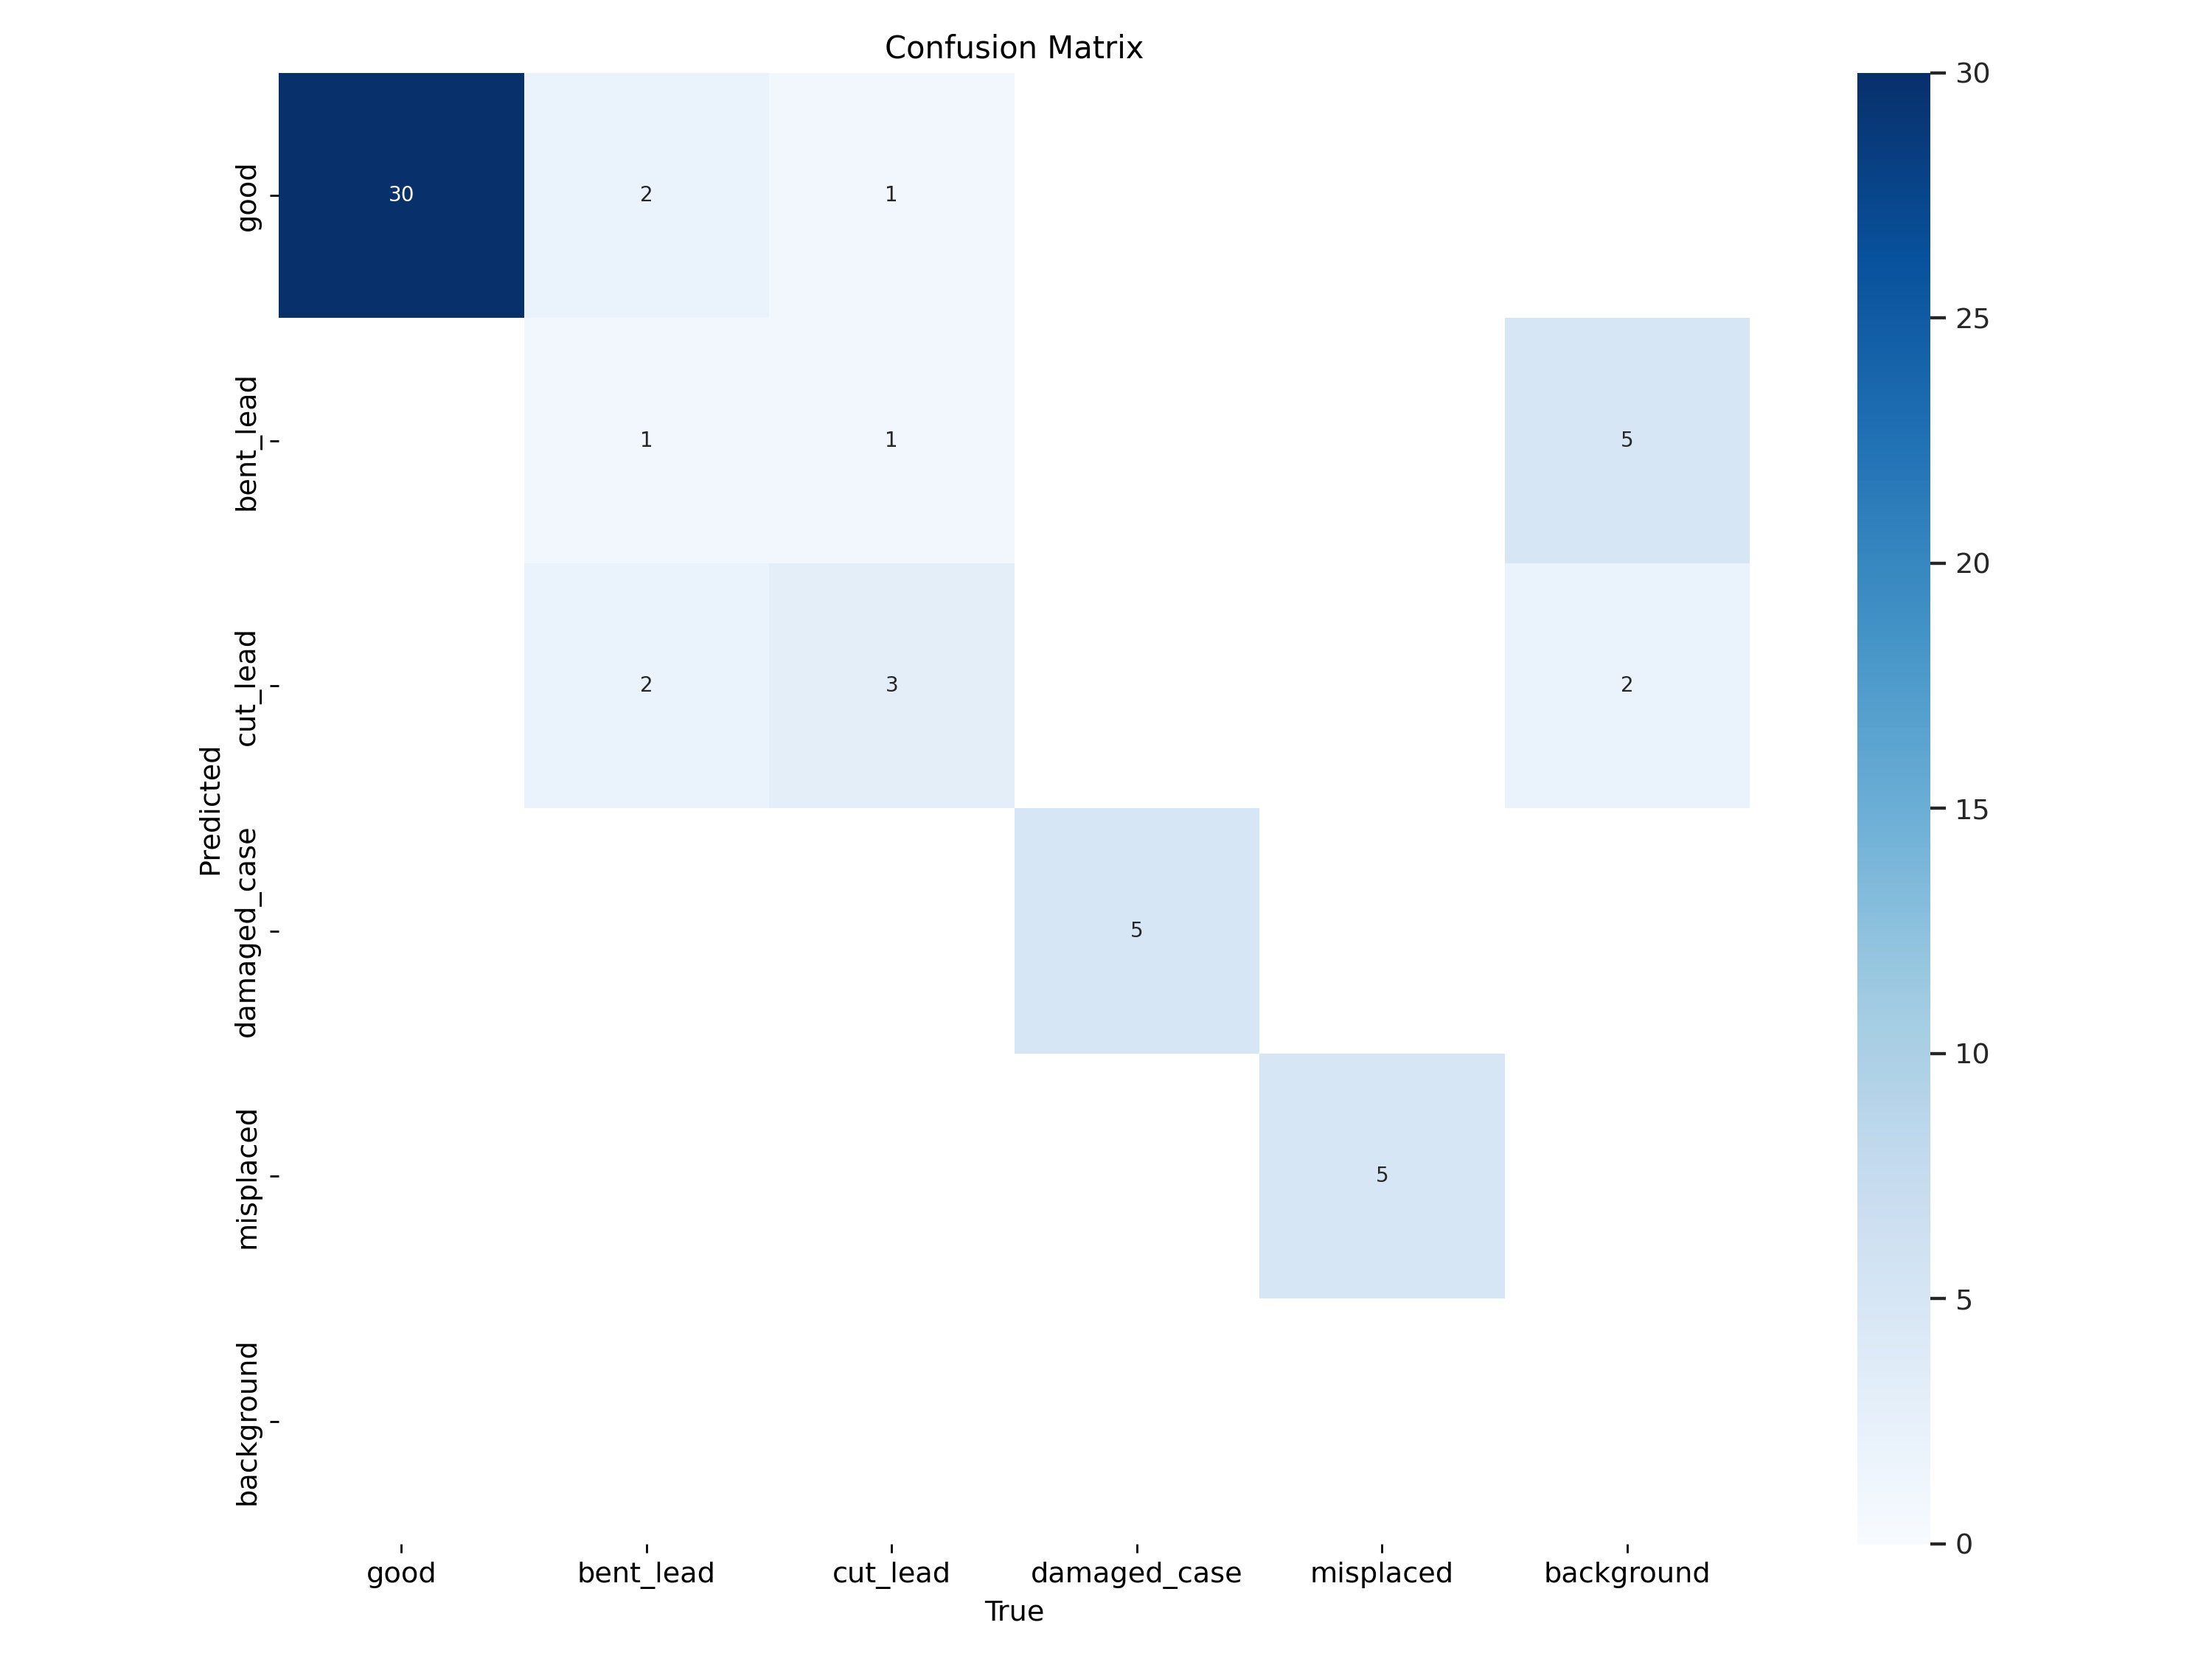 Confusion Matrix
good
bent_lead
cut_lead
damaged_case
misplaced
background
Predicted
30
2
1
1
1
5
2
3
2
5
5
good
bent_lead
cut_lead
damaged_case
misplaced
background
True
30
25
20
15
10
5
0